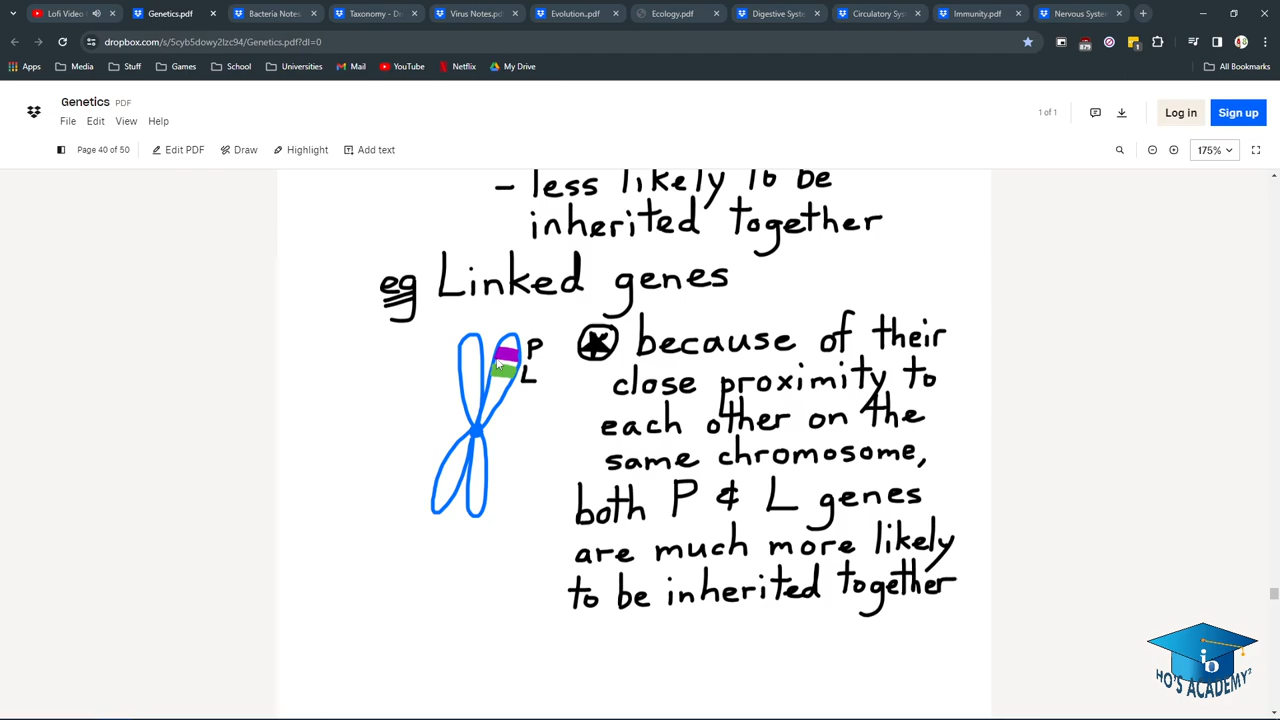 Lofi Video
Genetics.pdf
Bacteria Notes
Taxonomy - D
Virus Notes.pd
Evolution..pdf
Ecology.pdf
Digestive Syst
Circulatory Sys
Immunity.pdf
Nervous System
dropbox.com/s/5cyb5dowy2lzc94/Genetics.pdf?dl=0
879
Apps
Media
Stuff
Games
School
Universities
Mail
YouTube
Netflix
My Drive
All Bookmarks
Genetics PDF
File Edit View Help
1 of 1
Log in
Sign up
Page 40 of 50
Edit PDF
Draw
Highlight
Add text
175%
- less likely to be
inherited together
eg Linked genes
P
L
because of their
close proximity to
each other on the
same chromosome,
both P & L genes
are much more likely
to be inherited together
HO'S ACADEMY